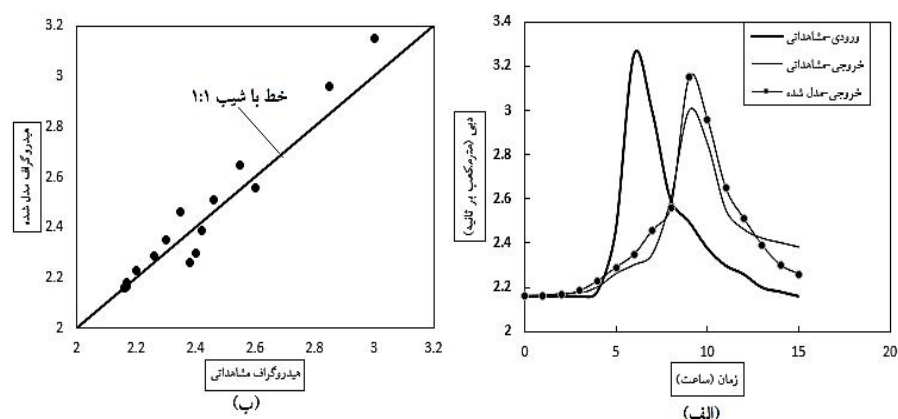 3.2
3
2.8
2.6
2.4
2.2
2
هیدروگراف مدل شده
خط با شیب ۱:۱
2 2.2 2.4 2.6 2.8 3 3.2
هیدروگراف مشاهداتی
(ب)
3.4
3.2
3
2.8
2.6
2.4
2.2
2
دبی (مترمکعب بر ثانیه)
ورودی-مشاهداتی
خروجی-مشاهداتی
خروجی-مدل شده
0 5 10 15 20
زمان (ساعت)
(الف)